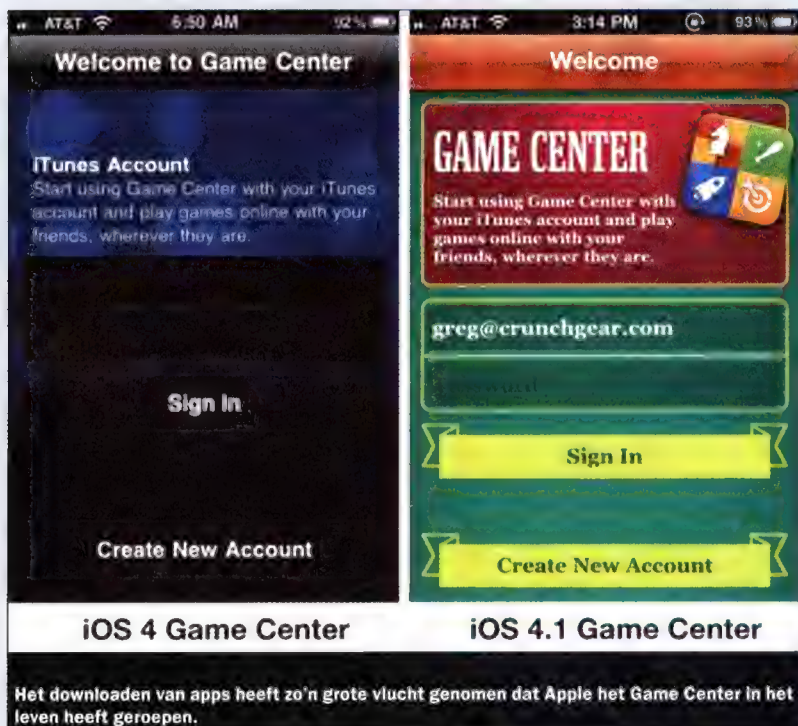 AT&T 6:50 AM 92%
Welcome to Game Center
iTunes Account
Start using Game Center with your iTunes
account and play games online with your
friends, wherever they are.
Sign In
Create New Account
iOS 4 Game Center
AT&T 3:14 PM 93%
Welcome
GAME CENTER
Start using Game Center with
your iTunes account and play
games online with your
friends, wherever they are.
greg@crunchgear.com
Password
Sign In
Create New Account
iOS 4.1 Game Center
Het downloaden van apps heeft zo'n grote vlucht genomen dat Apple het Game Center in het
leven heeft geroepen.